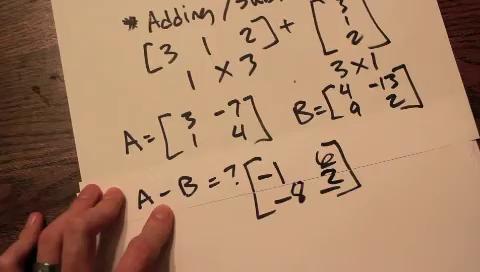 * Adding /
[3 1 2] + [3
1
2]
1 x 3
3 x 1
A = [3 -7
1 4]
B = [4 -13
9 2]
A - B = ? [-1 6
-8 2]